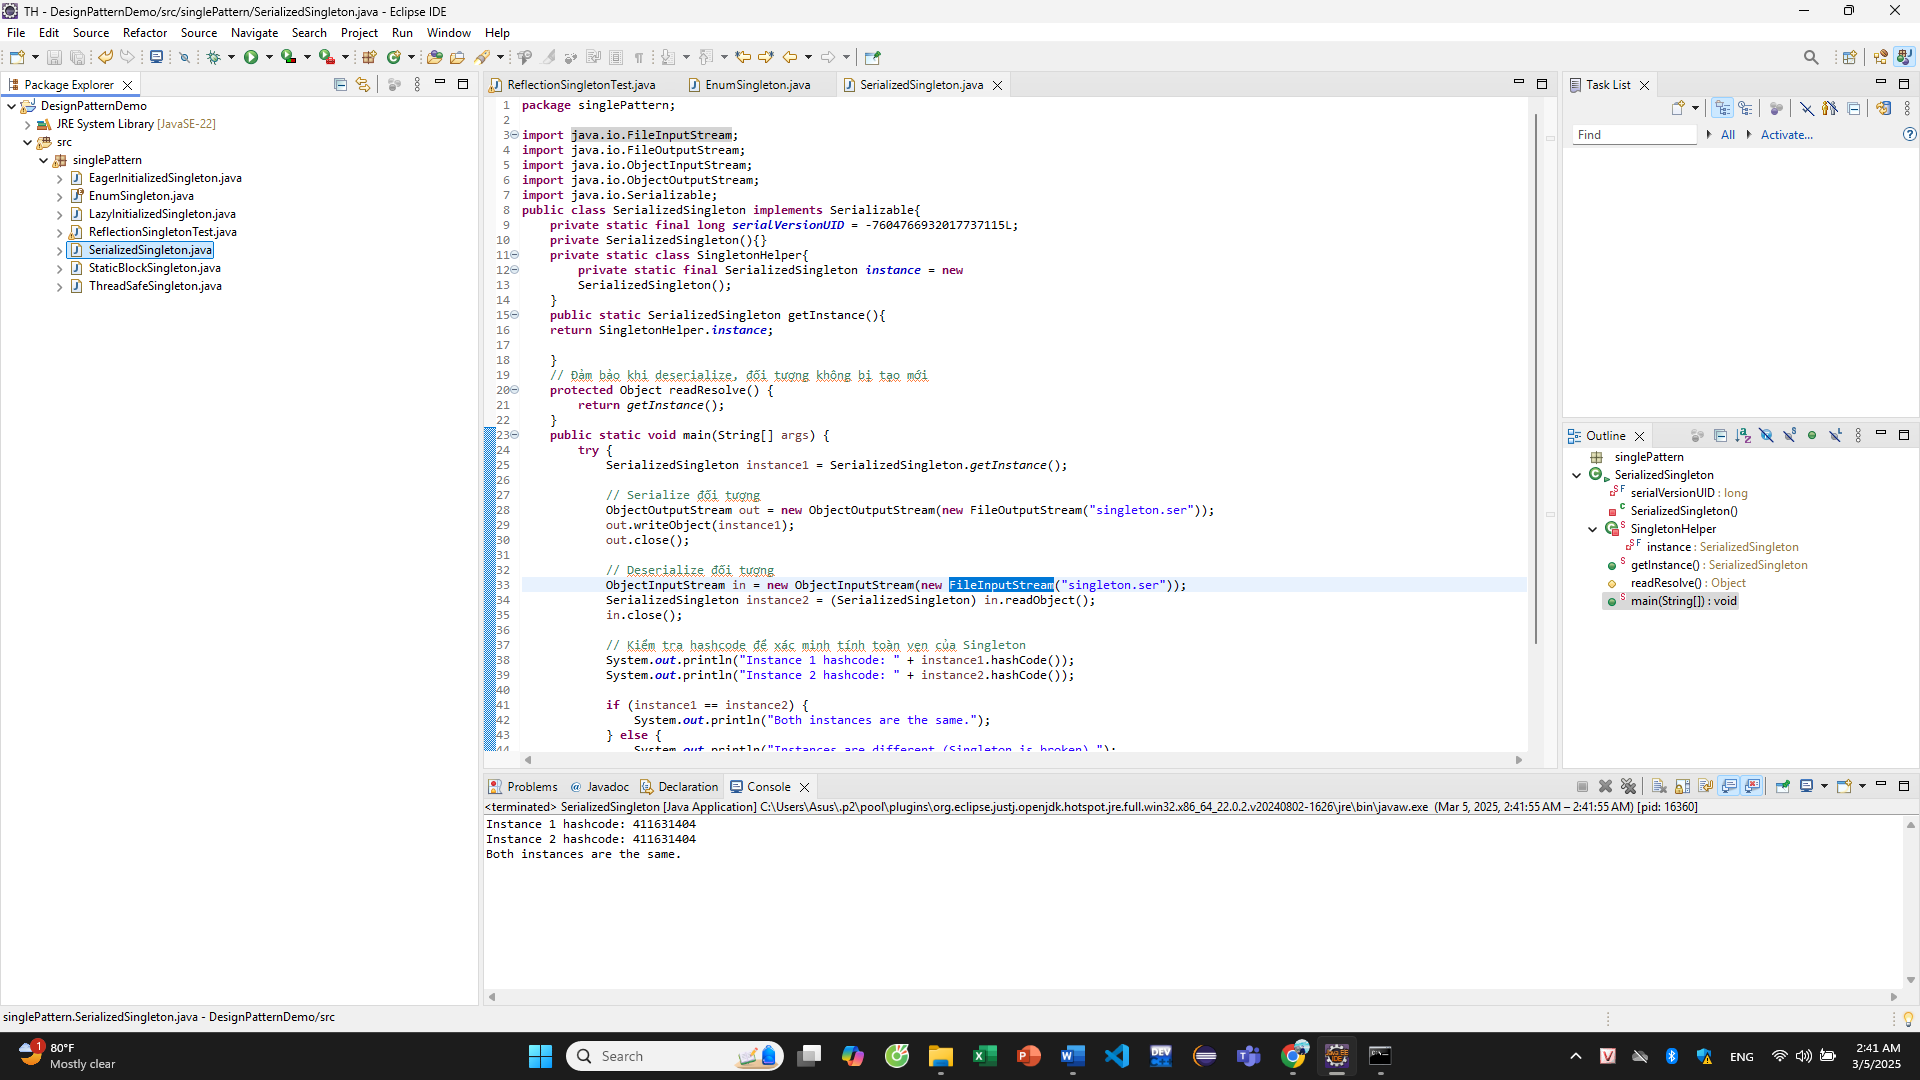 TH - DesignPatternDemo/src/singlePattern/SerializedSingleton.java - Eclipse IDE
File Edit Source Refactor Source Navigate Search Project Run Window Help
Package Explorer
DesignPatternDemo
JRE System Library [JavaSE-22]
src
singlePattern
EagerInitializedSingleton.java
EnumSingleton.java
LazyInitializedSingleton.java
ReflectionSingletonTest.java
SerializedSingleton.java
StaticBlockSingleton.java
ThreadSafeSingleton.java
ReflectionSingletonTest.java EnumSingleton.java SerializedSingleton.java
1 package singlePattern;
2
3 import java.io.FileInputStream;
4 import java.io.FileOutputStream;
5 import java.io.ObjectInputStream;
6 import java.io.ObjectOutputStream;
7 import java.io.Serializable;
8 public class SerializedSingleton implements Serializable{
9 private static final long serialVersionUID = -7604766932017737115L;
10 private SerializedSingleton(){}
11 private static class SingletonHelper{
12 private static final SerializedSingleton instance = new
13 SerializedSingleton();
14 }
15 public static SerializedSingleton getInstance(){
16 return SingletonHelper.instance;
17
18 }
19 // Đảm bảo khi deserialize, đối tượng không bị tạo mới
20 protected Object readResolve() {
21 return getInstance();
22 }
23 public static void main(String[] args) {
24 try {
25 SerializedSingleton instance1 = SerializedSingleton.getInstance();
26
27 // Serialize đối tượng
28 ObjectOutputStream out = new ObjectOutputStream(new FileOutputStream("singleton.ser"));
29 out.writeObject(instance1);
30 out.close();
31
32 // Deserialize đối tượng
33 ObjectInputStream in = new ObjectInputStream(new FileInputStream("singleton.ser"));
34 SerializedSingleton instance2 = (SerializedSingleton) in.readObject();
35 in.close();
36
37 // Kiểm tra hashcode để xác minh tính toàn vẹn của Singleton
38 System.out.println("Instance 1 hashcode: " + instance1.hashCode());
39 System.out.println("Instance 2 hashcode: " + instance2.hashCode());
40
41 if (instance1 == instance2) {
42 System.out.println("Both instances are the same.");
43 } else {
44 System.out.println("Instances are different (Singleton is broken).");
Task List
Find All Activate...
Outline
singlePattern
SerializedSingleton
serialVersionUID : long
SerializedSingleton()
SingletonHelper
instance : SerializedSingleton
getInstance() : SerializedSingleton
readResolve() : Object
main(String[]) : void
Problems Javadoc Declaration Console
<terminated> SerializedSingleton [Java Application] C:\Users\Asus\.p2\pool\plugins\org.eclipse.justj.openjdk.hotspot.jre.full.win32.x86_64_22.0.2.v20240802-1626\jre\bin\javaw.exe (Mar 5, 2025, 2:41:55 AM – 2:41:55 AM) [pid: 16360]
Instance 1 hashcode: 411631404
Instance 2 hashcode: 411631404
Both instances are the same.
singlePattern.SerializedSingleton.java - DesignPatternDemo/src
1
80°F
Mostly clear
Search
DEV
ENG
2:41 AM
3/5/2025